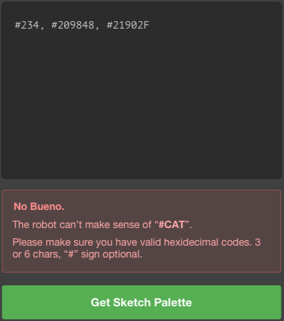 #234, #209848, #21902F
No Bueno.
The robot can't make sense of “#CAT”.
Please make sure you have valid hexidecimal codes. 3
or 6 chars, “#” sign optional.
Get Sketch Palette